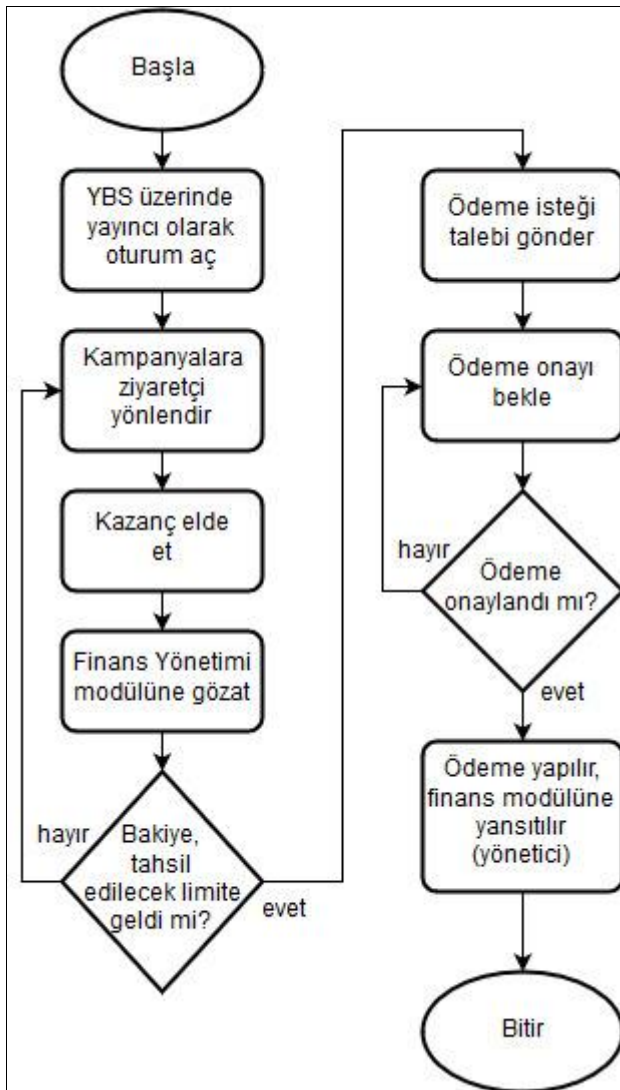 Başla
YBS üzerinde
yayıncı olarak
oturum aç
Kampanyalara
ziyaretçi
yönlendir
Kazanç elde
et
Finans Yönetimi
modülüne gözat
hayır
Bakiye,
tahsil
edilecek limite
geldi mi?
evet
Ödeme isteği
talebi gönder
Ödeme onayı
bekle
hayır
Ödeme
onaylandı mı?
evet
Ödeme yapılır,
finans modülüne
yansıtılır
(yönetici)
Bitir